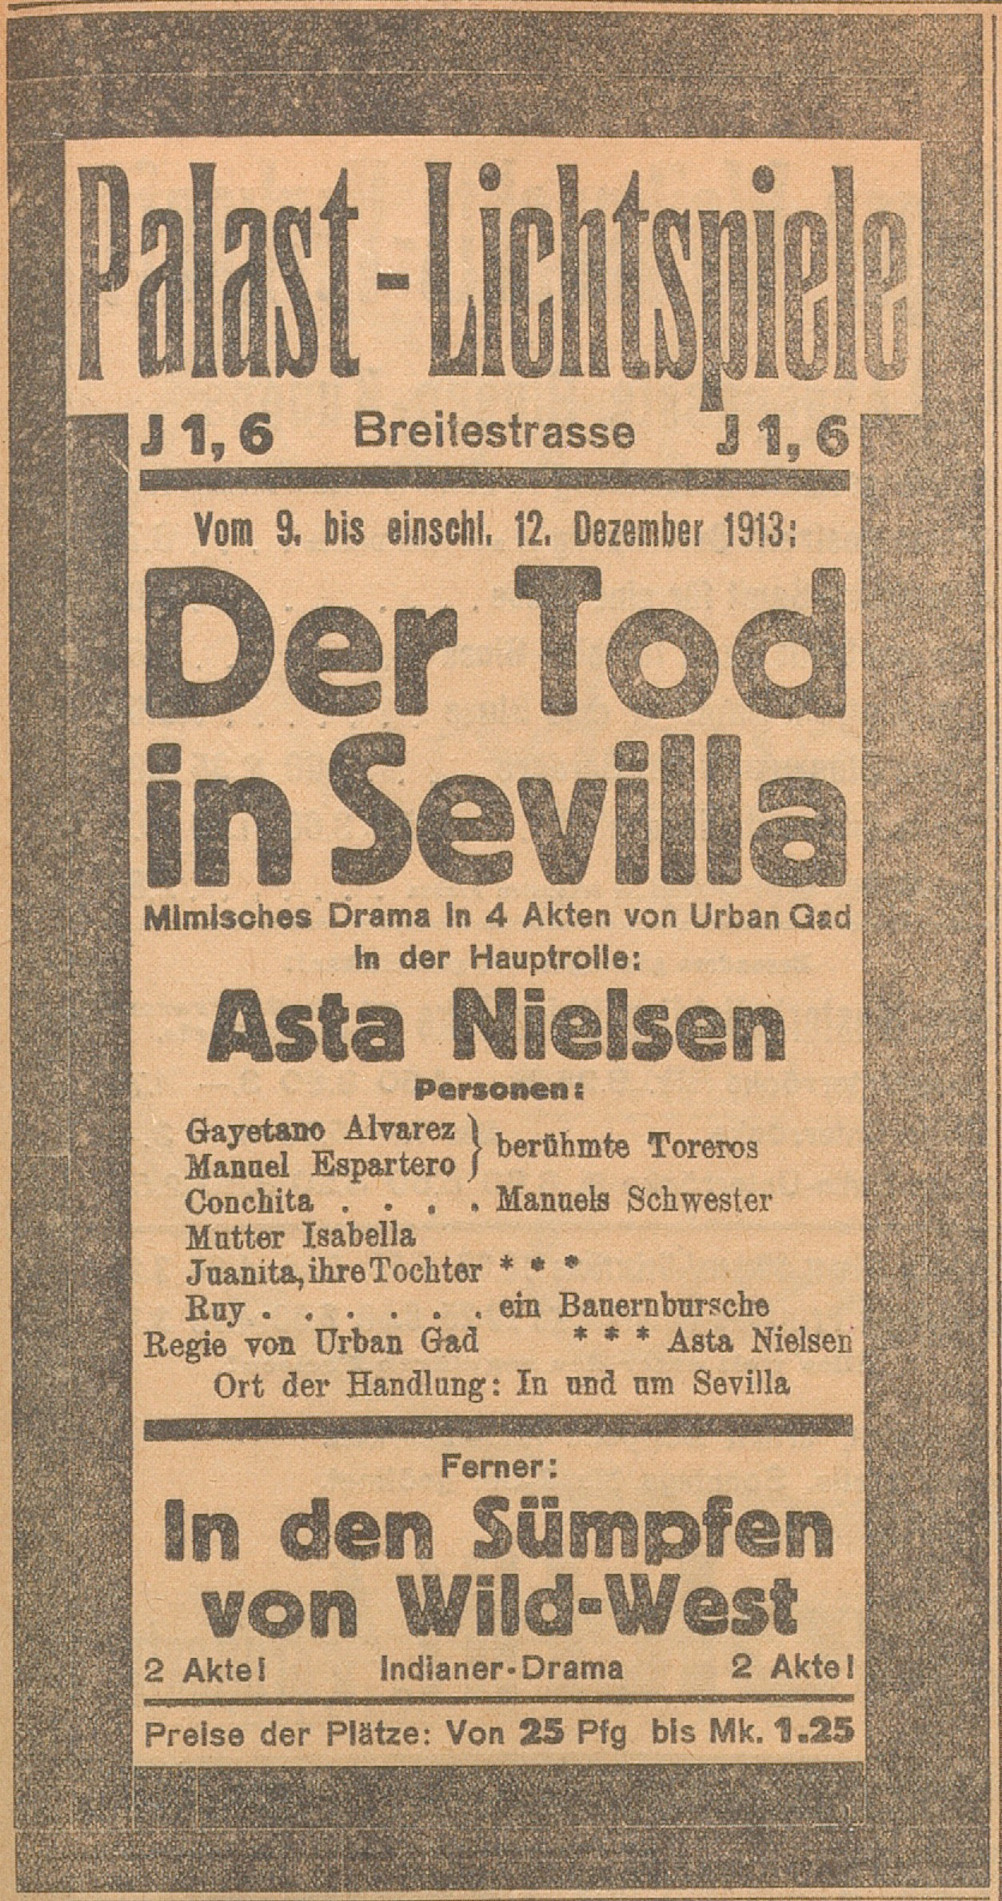 Palast-Lichtspiele
J 1, 6 Breitestrasse J 1, 6
Vom 9. bis einschl. 12. Dezember 1913:
Der Tod
in Sevilla
Mimisches Drama in 4 Akten von Urban Gad
In der Hauptrolle:
Asta Nielsen
Personen:
Gayetano Alvarez } berühmte Toreros
Manuel Espartero
Conchita . . . . Manuels Schwester
Mutter Isabella
Juanita, ihre Tochter * * *
Ruy . . . . . . ein Bauernbursche
Regie von Urban Gad * * * Asta Nielsen
Ort der Handlung: In und um Sevilla
Ferner:
In den Sümpfen
von Wild-West
2 Akte! Indianer-Drama 2 Akte!
Preise der Plätze: Von 25 Pfg bis Mk. 1.25